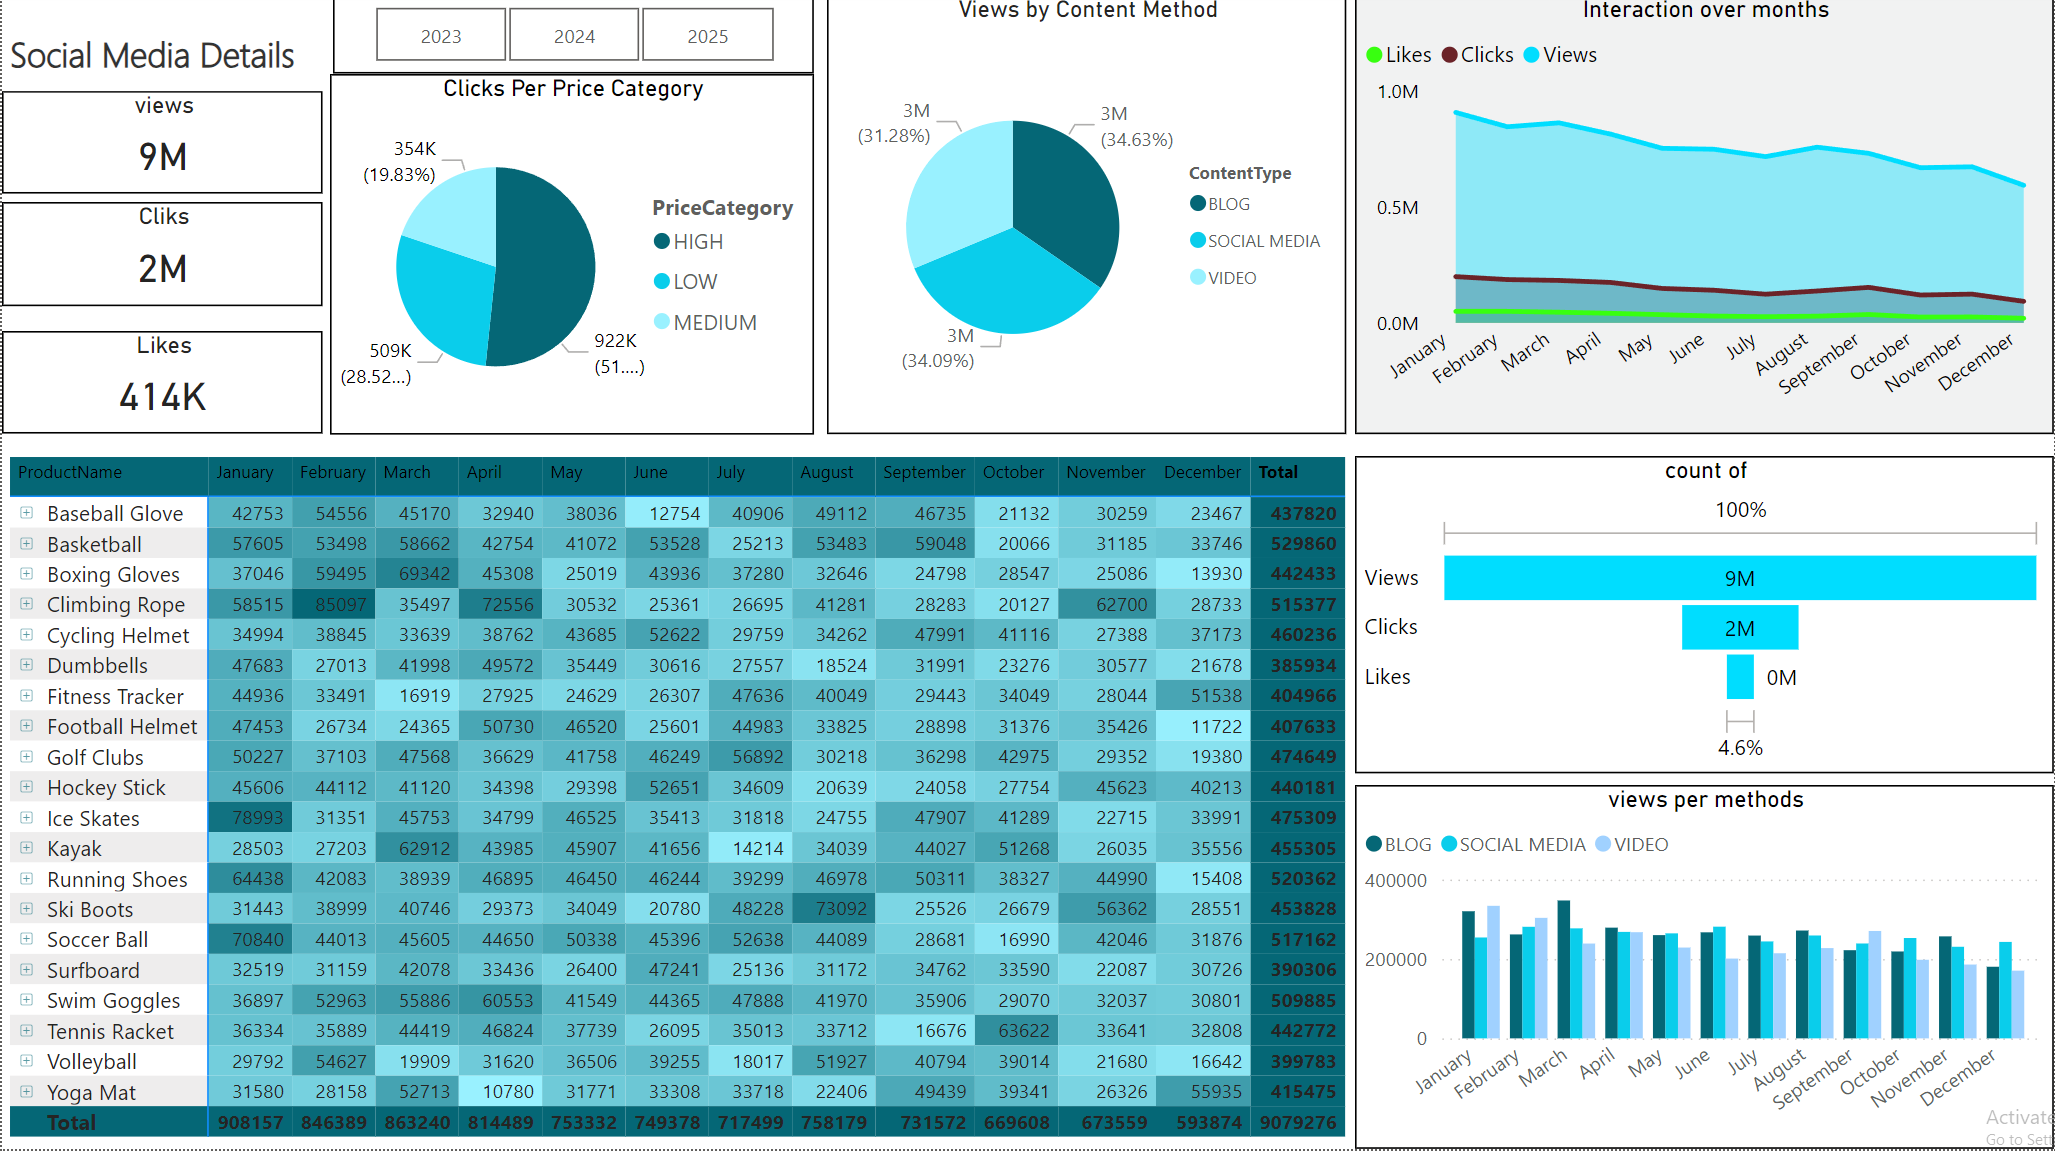 Social Media Details
views
9M
Cliks
2M
Likes
414K
2023 2024 2025
Clicks Per Price Category
354K
(19.83%)
509K
(28.52...)
922K
(51....)
PriceCategory
HIGH
LOW
MEDIUM
Views by Content Method
3M
(31.28%)
3M
(34.63%)
3M
(34.09%)
ContentType
BLOG
SOCIAL MEDIA
VIDEO
Interaction over months
Likes Clicks Views
1.0M
0.5M
0.0M
January February March April May June July August September October November December
ProductName January February March April May June July August September October November December Total
Baseball Glove 42753 54556 45170 32940 38036 12754 40906 49112 46735 21132 30259 23467 437820
Basketball 57605 53498 58662 42754 41072 53528 25213 53483 59048 20066 31185 33746 529860
Boxing Gloves 37046 59495 69342 45308 25019 43936 37280 32646 24798 28547 25086 13930 442433
Climbing Rope 58515 85097 35497 72556 30532 25361 26695 41281 28283 20127 62700 28733 515377
Cycling Helmet 34994 38845 33639 38762 43685 52622 29759 34262 47991 41116 27388 37173 460236
Dumbbells 47683 27013 41998 49572 35449 30616 27557 18524 31991 23276 30577 21678 385934
Fitness Tracker 44936 33491 16919 27925 24629 26307 47636 40049 29443 34049 28044 51538 404966
Football Helmet 47453 26734 24365 50730 46520 25601 44983 33825 28898 31376 35426 11722 407633
Golf Clubs 50227 37103 47568 36629 41758 46249 56892 30218 36298 42975 29352 19380 474649
Hockey Stick 45606 44112 41120 34398 29398 52651 34609 20639 24058 27754 45623 40213 440181
Ice Skates 78993 31351 45753 34799 46525 35413 31818 24755 47907 41289 22715 33991 475309
Kayak 28503 27203 62912 43985 45907 41656 14214 34039 44027 51268 26035 35556 455305
Running Shoes 64438 42083 38939 46895 46450 46244 39299 46978 50311 38327 44990 15408 520362
Ski Boots 31443 38999 40746 29373 34049 20780 48228 73092 25526 26679 56362 28551 453828
Soccer Ball 70840 44013 45605 44650 50338 45396 52638 44089 28681 16990 42046 31876 517162
Surfboard 32519 31159 42078 33436 26400 47241 25136 31172 34762 33590 22087 30726 390306
Swim Goggles 36897 52963 55886 60553 41549 44365 47888 41970 35906 29070 32037 30801 509885
Tennis Racket 36334 35889 44419 46824 37739 26095 35013 33712 16676 63622 33641 32808 442772
Volleyball 29792 54627 19909 31620 36506 39255 18017 51927 40794 39014 21680 16642 399783
Yoga Mat 31580 28158 52713 10780 31771 33308 33718 22406 49439 39341 26326 55935 415475
Total 908157 846389 863240 814489 753332 749378 717499 758179 731572 669608 673559 593874 9079276
count of
100%
Views 9M
Clicks 2M
Likes 0M
4.6%
views per methods
BLOG SOCIAL MEDIA VIDEO
400000
200000
0
January February March April May June July August September October November December
Activate
Go to Sett